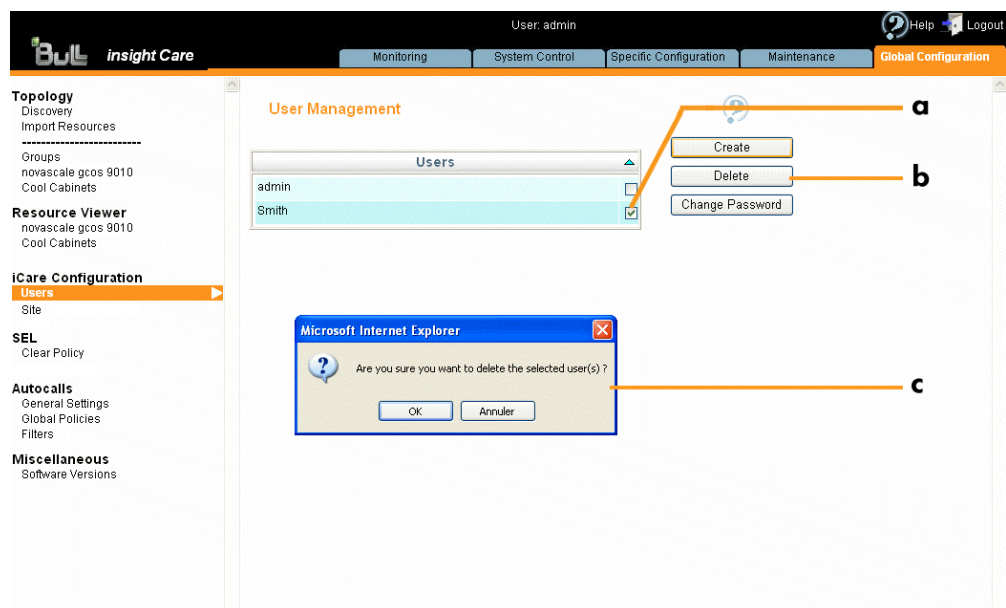 User: admin
Help Logout
Bull insight Care
Monitoring System Control Specific Configuration Maintenance Global Configuration
Topology
Discovery
Import Resources
-------------------------
Groups
novascale gcos 9010
Cool Cabinets
Resource Viewer
novascale gcos 9010
Cool Cabinets
iCare Configuration
Users
Site
SEL
Clear Policy
Autocalls
General Settings
Global Policies
Filters
Miscellaneous
Software Versions
User Management
Users
admin
Smith
Create
Delete
Change Password
a
b
Microsoft Internet Explorer
Are you sure you want to delete the selected user(s) ?
OK Annuler
c